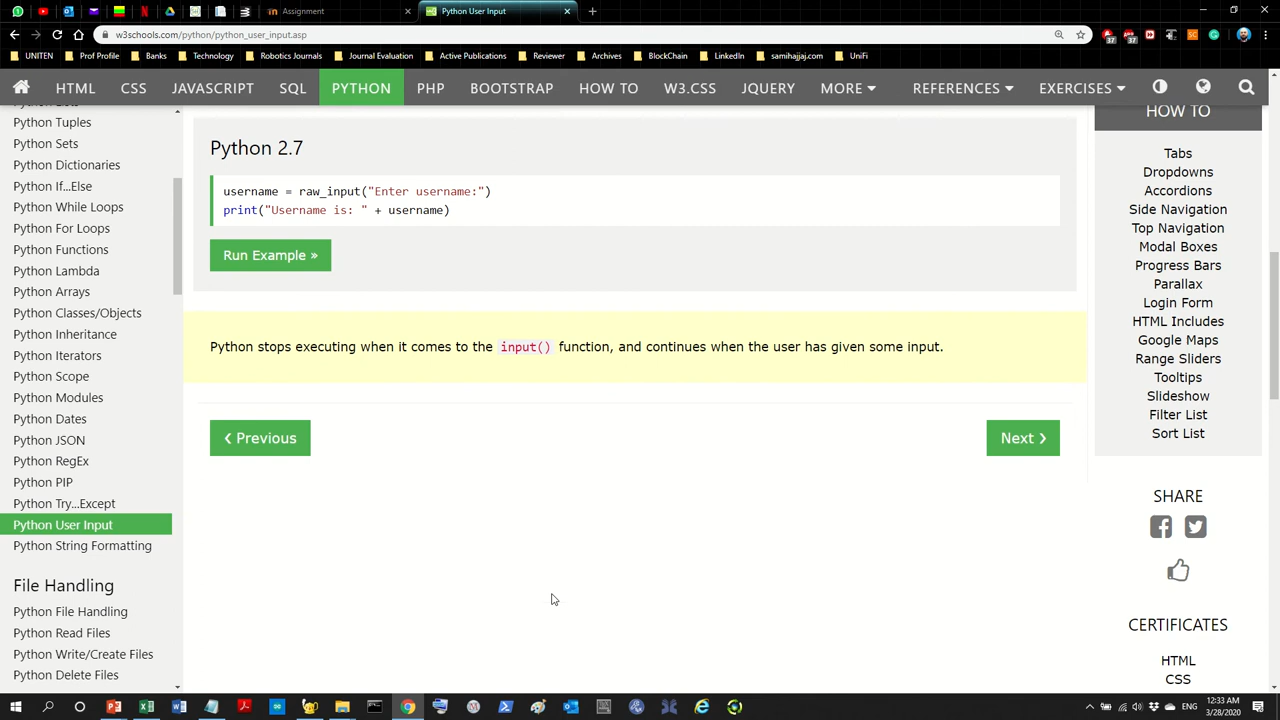 Assignment
Python User Input
w3schools.com/python/python_user_input.asp
UNITEN
Prof Profile
Banks
Technology
Robotics Journals
Journal Evaluation
Active Publications
Reviewer
Archives
BlockChain
LinkedIn
samihajjaj.com
UniFi
HTML
CSS
JAVASCRIPT
SQL
PYTHON
PHP
BOOTSTRAP
HOW TO
W3.CSS
JQUERY
MORE
REFERENCES
EXERCISES
Python Tuples
Python Sets
Python Dictionaries
Python If...Else
Python While Loops
Python For Loops
Python Functions
Python Lambda
Python Arrays
Python Classes/Objects
Python Inheritance
Python Iterators
Python Scope
Python Modules
Python Dates
Python JSON
Python RegEx
Python PIP
Python Try...Except
Python User Input
Python String Formatting
File Handling
Python File Handling
Python Read Files
Python Write/Create Files
Python Delete Files
Python 2.7
username = raw_input("Enter username:")
print("Username is: " + username)
Run Example »
Python stops executing when it comes to the input() function, and continues when the user has given some input.
❮ Previous
Next ❯
HOW TO
Tabs
Dropdowns
Accordions
Side Navigation
Top Navigation
Modal Boxes
Progress Bars
Parallax
Login Form
HTML Includes
Google Maps
Range Sliders
Tooltips
Slideshow
Filter List
Sort List
SHARE
CERTIFICATES
HTML
CSS
ENG
12:33 AM
3/28/2020